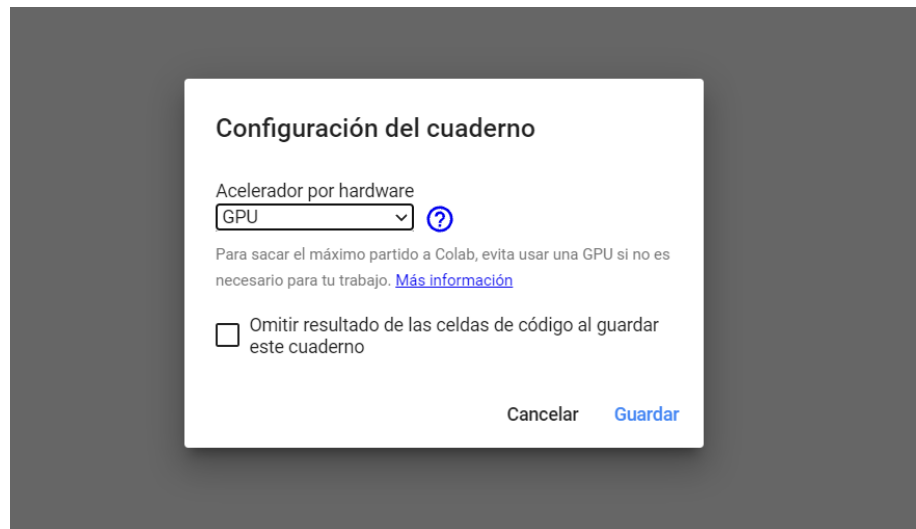 Configuración del cuaderno
Acelerador por hardware
GPU
?
Para sacar el máximo partido a Colab, evita usar una GPU si no es
necesario para tu trabajo. Más información
Omitir resultado de las celdas de código al guardar
este cuaderno
Cancelar Guardar